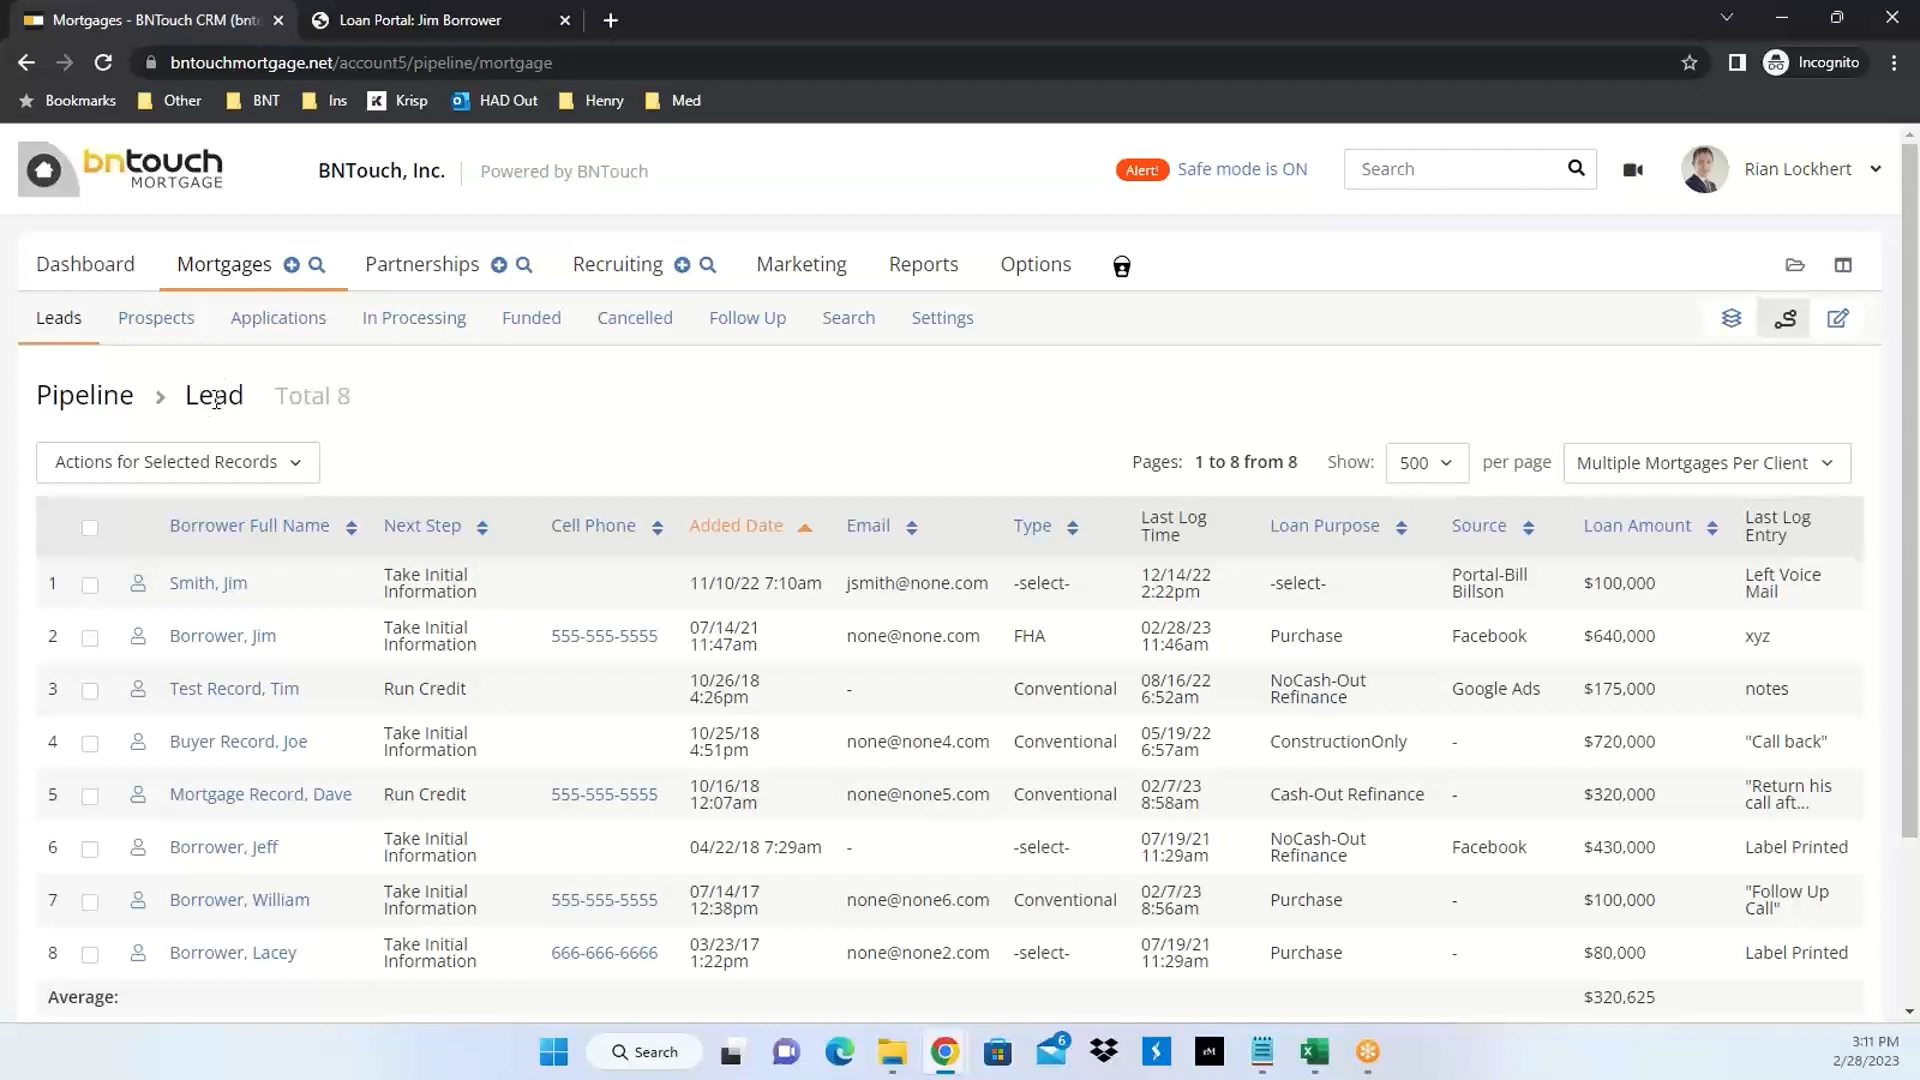 Mortgages - BNTouch CRM (bnto
Loan Portal: Jim Borrower
bntouchmortgage.net/account5/pipeline/mortgage
Incognito
Bookmarks
Other
BNT
Ins
Krisp
HAD Out
Henry
Med
bntouch
MORTGAGE
BNTouch, Inc.
Powered by BNTouch
Alert!
Safe mode is ON
Search
Rian Lockhert
Dashboard
Mortgages
Partnerships
Recruiting
Marketing
Reports
Options
Leads
Prospects
Applications
In Processing
Funded
Cancelled
Follow Up
Search
Settings
Pipeline > Lead Total 8
Actions for Selected Records
Pages: 1 to 8 from 8
Show: 500 per page
Multiple Mortgages Per Client
Borrower Full Name
Next Step
Cell Phone
Added Date
Email
Type
Last Log
Time
Loan Purpose
Source
Loan Amount
Last Log
Entry
1
Smith, Jim
Take Initial
Information
11/10/22 7:10am
jsmith@none.com
-select-
12/14/22
2:22pm
-select-
Portal-Bill
Billson
$100,000
Left Voice
Mail
2
Borrower, Jim
Take Initial
Information
555-555-5555
07/14/21
11:47am
none@none.com
FHA
02/28/23
11:46am
Purchase
Facebook
$640,000
xyz
3
Test Record, Tim
Run Credit
10/26/18
4:26pm
-
Conventional
08/16/22
6:52am
NoCash-Out
Refinance
Google Ads
$175,000
notes
4
Buyer Record, Joe
Take Initial
Information
10/25/18
4:51pm
none@none4.com
Conventional
05/19/22
6:57am
ConstructionOnly
-
$720,000
"Call back"
5
Mortgage Record, Dave
Run Credit
555-555-5555
10/16/18
12:07am
none@none5.com
Conventional
02/7/23
8:58am
Cash-Out Refinance
-
$320,000
"Return his
call aft...
6
Borrower, Jeff
Take Initial
Information
04/22/18 7:29am
-
-select-
07/19/21
11:29am
NoCash-Out
Refinance
Facebook
$430,000
Label Printed
7
Borrower, William
Take Initial
Information
555-555-5555
07/14/17
12:38pm
none@none6.com
Conventional
02/7/23
8:56am
Purchase
-
$100,000
"Follow Up
Call"
8
Borrower, Lacey
Take Initial
Information
666-666-6666
03/23/17
1:22pm
none@none2.com
-select-
07/19/21
11:29am
Purchase
-
$80,000
Label Printed
Average:
$320,625
Search
6
3:11 PM
2/28/2023